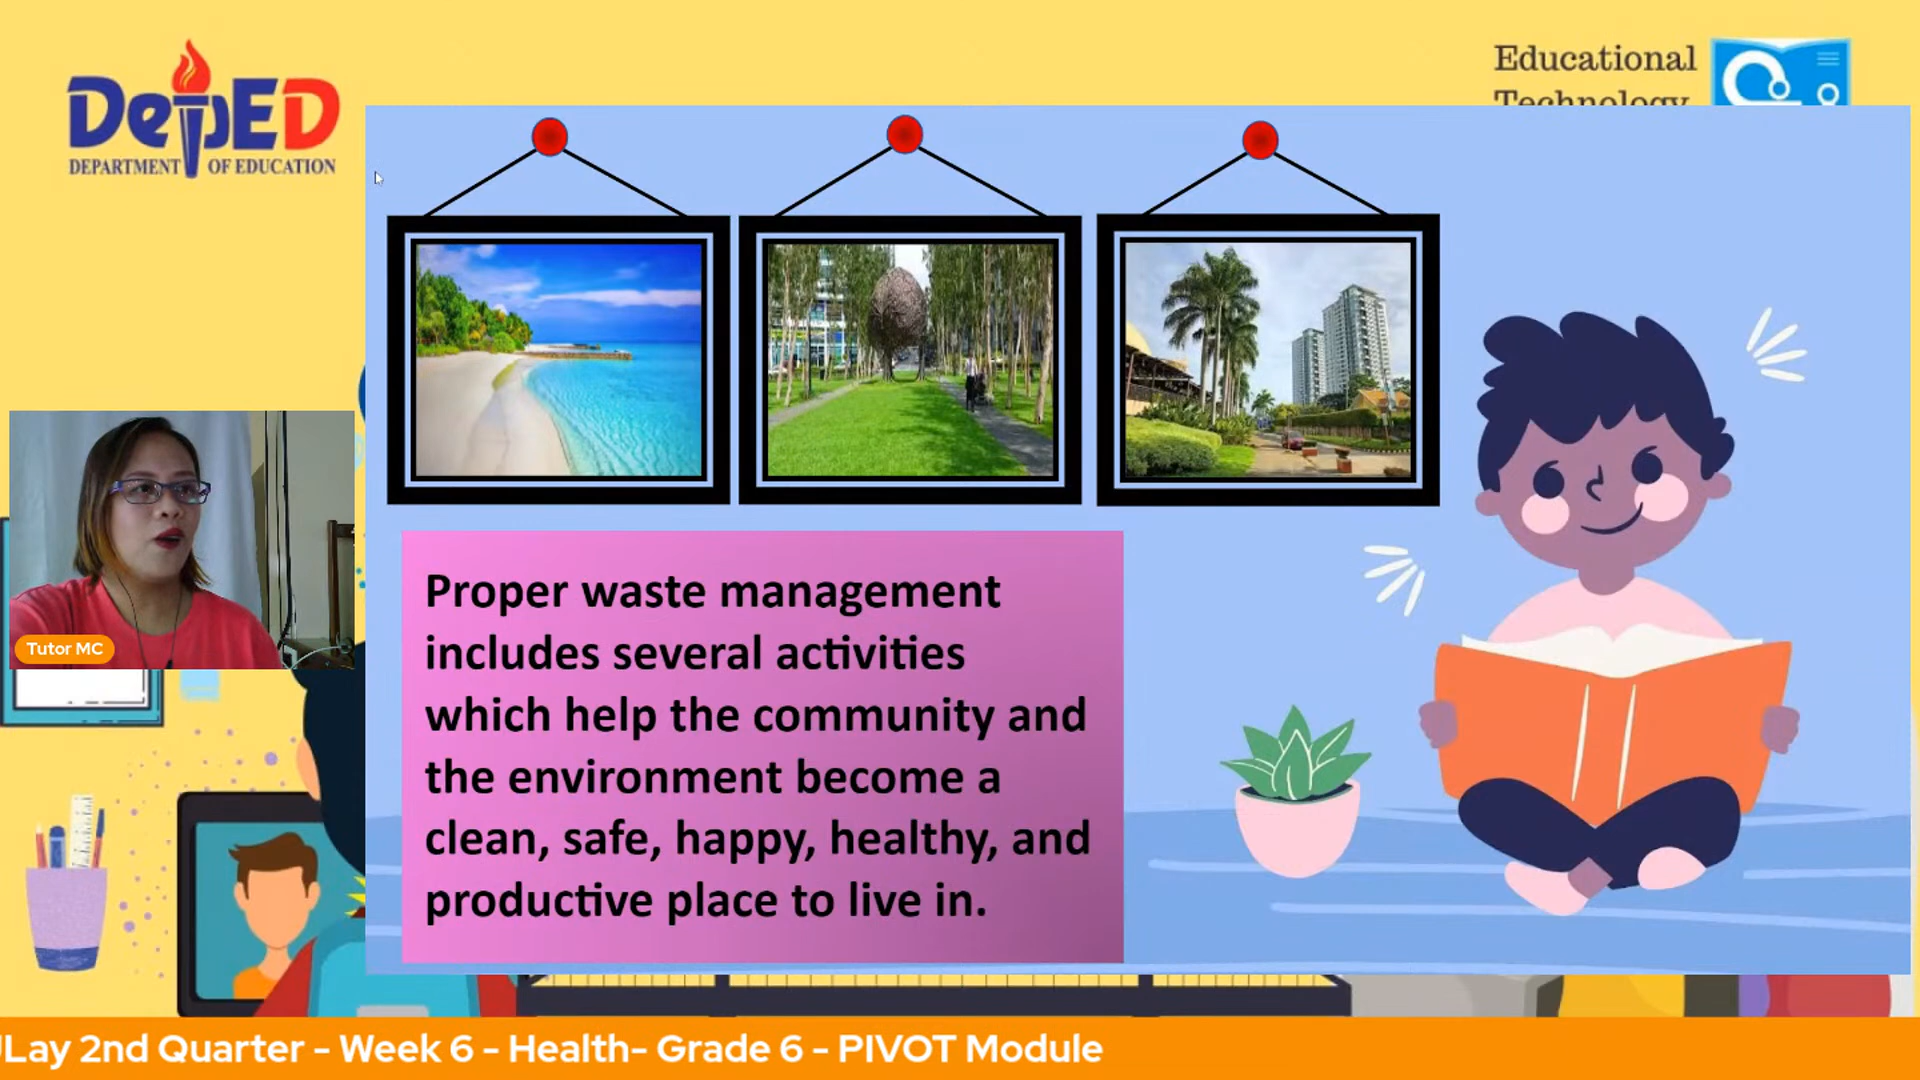 DepED
DEPARTMENT OF EDUCATION
Educational
Technology
Proper waste management
includes several activities
which help the community and
the environment become a
clean, safe, happy, healthy, and
productive place to live in.
Tutor MC
Lay 2nd Quarter - Week 6 - Health- Grade 6 - PIVOT Module